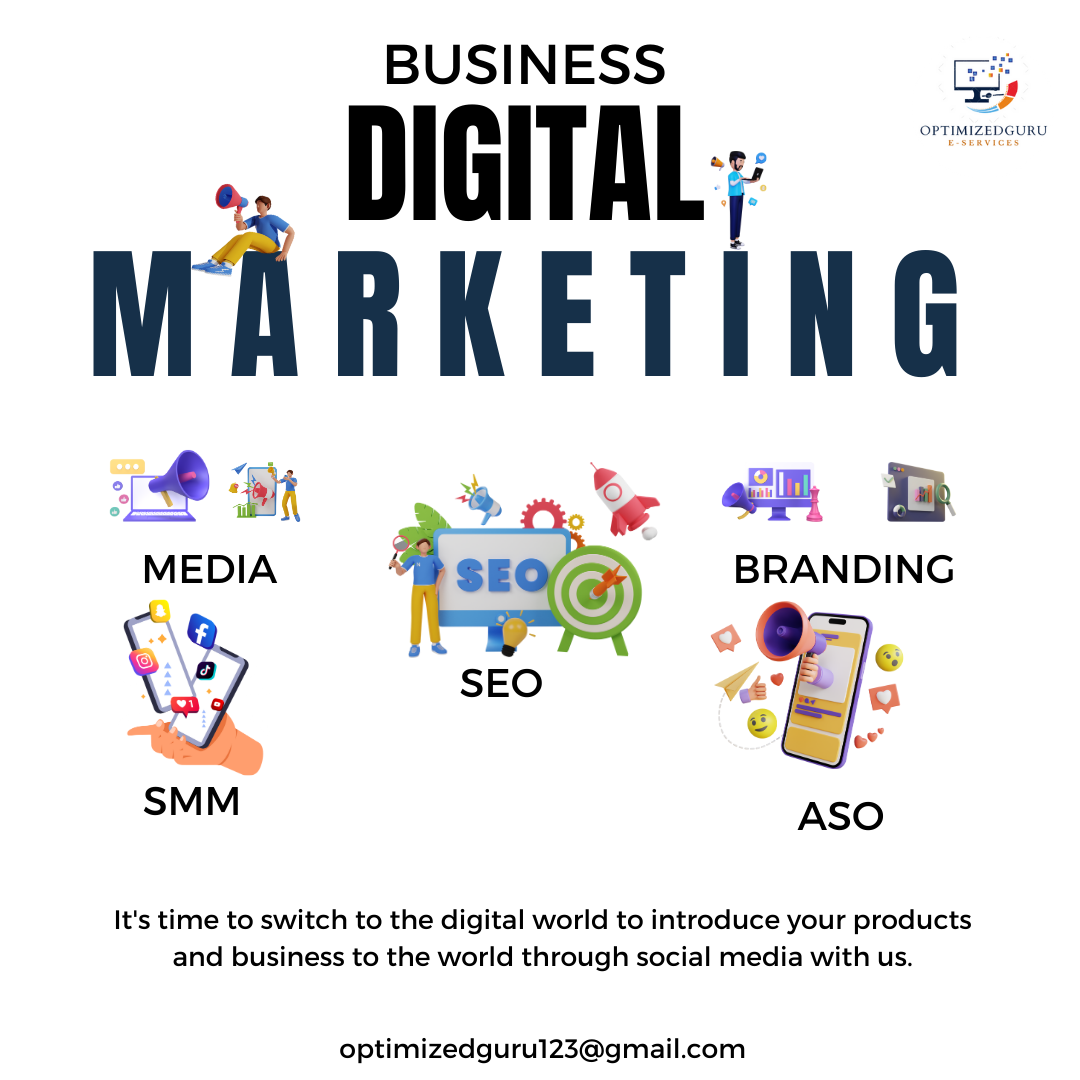 BUSINESS
DIGITAL
MARKETING
OPTIMIZEDGURU
E-SERVICES
MEDIA
SEO
SEO
BRANDING
SMM
1
ASO
It's time to switch to the digital world to introduce your products
and business to the world through social media with us.
optimizedguru123@gmail.com